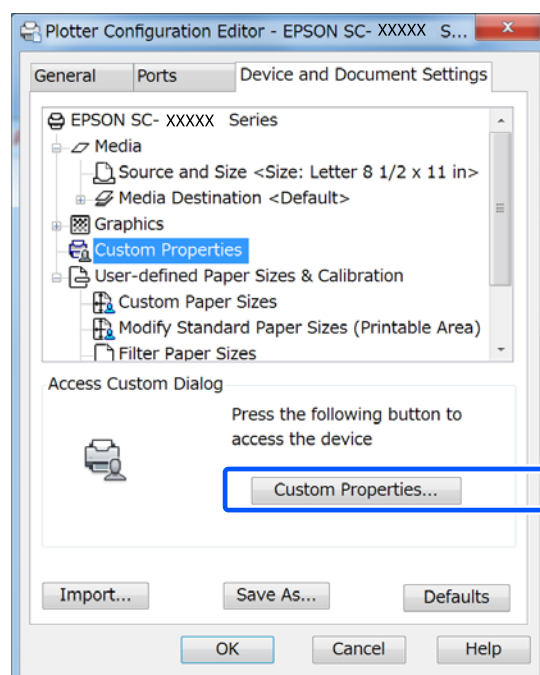 Plotter Configuration Editor - EPSON SC- XXXXX S...
x
General Ports Device and Document Settings
EPSON SC- XXXXX Series
Media
Source and Size <Size: Letter 8 1/2 x 11 in>
Media Destination <Default>
Graphics
Custom Properties
User-defined Paper Sizes & Calibration
Custom Paper Sizes
Modify Standard Paper Sizes (Printable Area)
Filter Paper Sizes
Access Custom Dialog
Press the following button to
access the device
Custom Properties...
Import... Save As... Defaults
OK Cancel Help